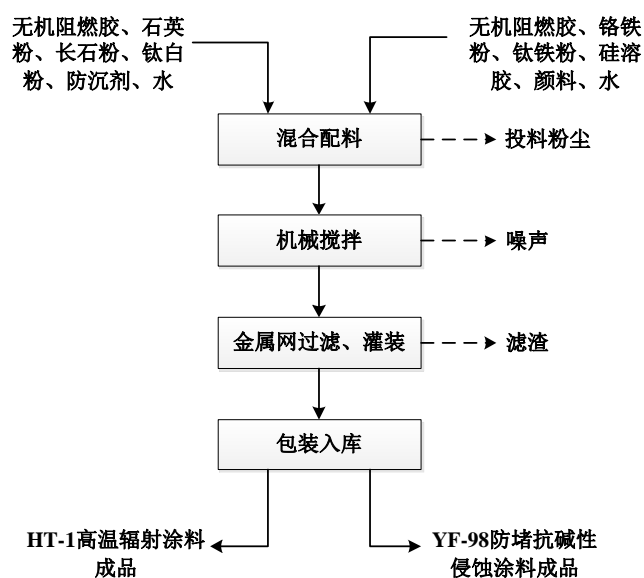 无机阻燃胶、石英
粉、长石粉、钛白
粉、防沉剂、水
无机阻燃胶、铬铁
粉、钛铁粉、硅溶
胶、颜料、水
混合配料
投料粉尘
机械搅拌
噪声
金属网过滤、灌装
滤渣
包装入库
HT-1高温辐射涂料
成品
YF-98防堵抗碱性
侵蚀涂料成品